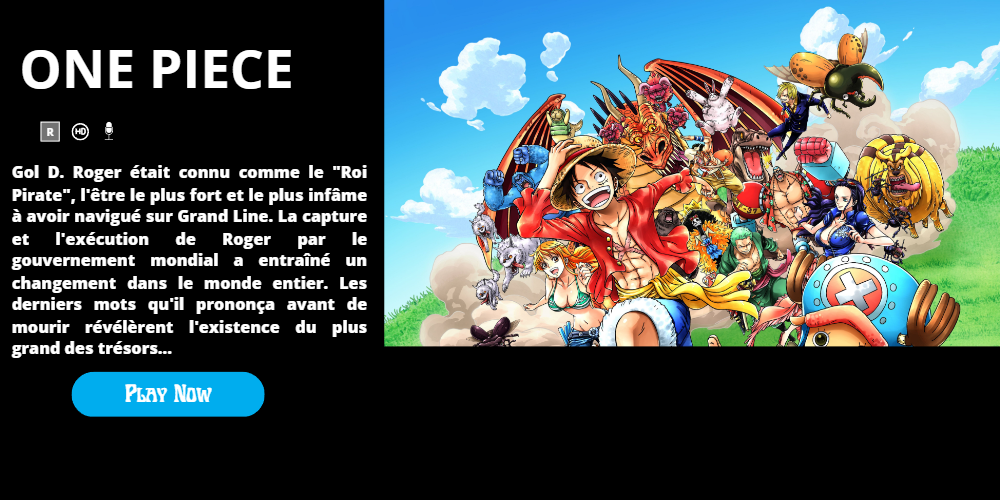 ONE PIECE
R HD
Gol D. Roger était connu comme le "Roi
Pirate", l'être le plus fort et le plus infâme
à avoir navigué sur Grand Line. La capture
et l'exécution de Roger par le
gouvernement mondial a entraîné un
changement dans le monde entier. Les
derniers mots qu'il prononça avant de
mourir révélèrent l'existence du plus
grand des trésors...
Play Now